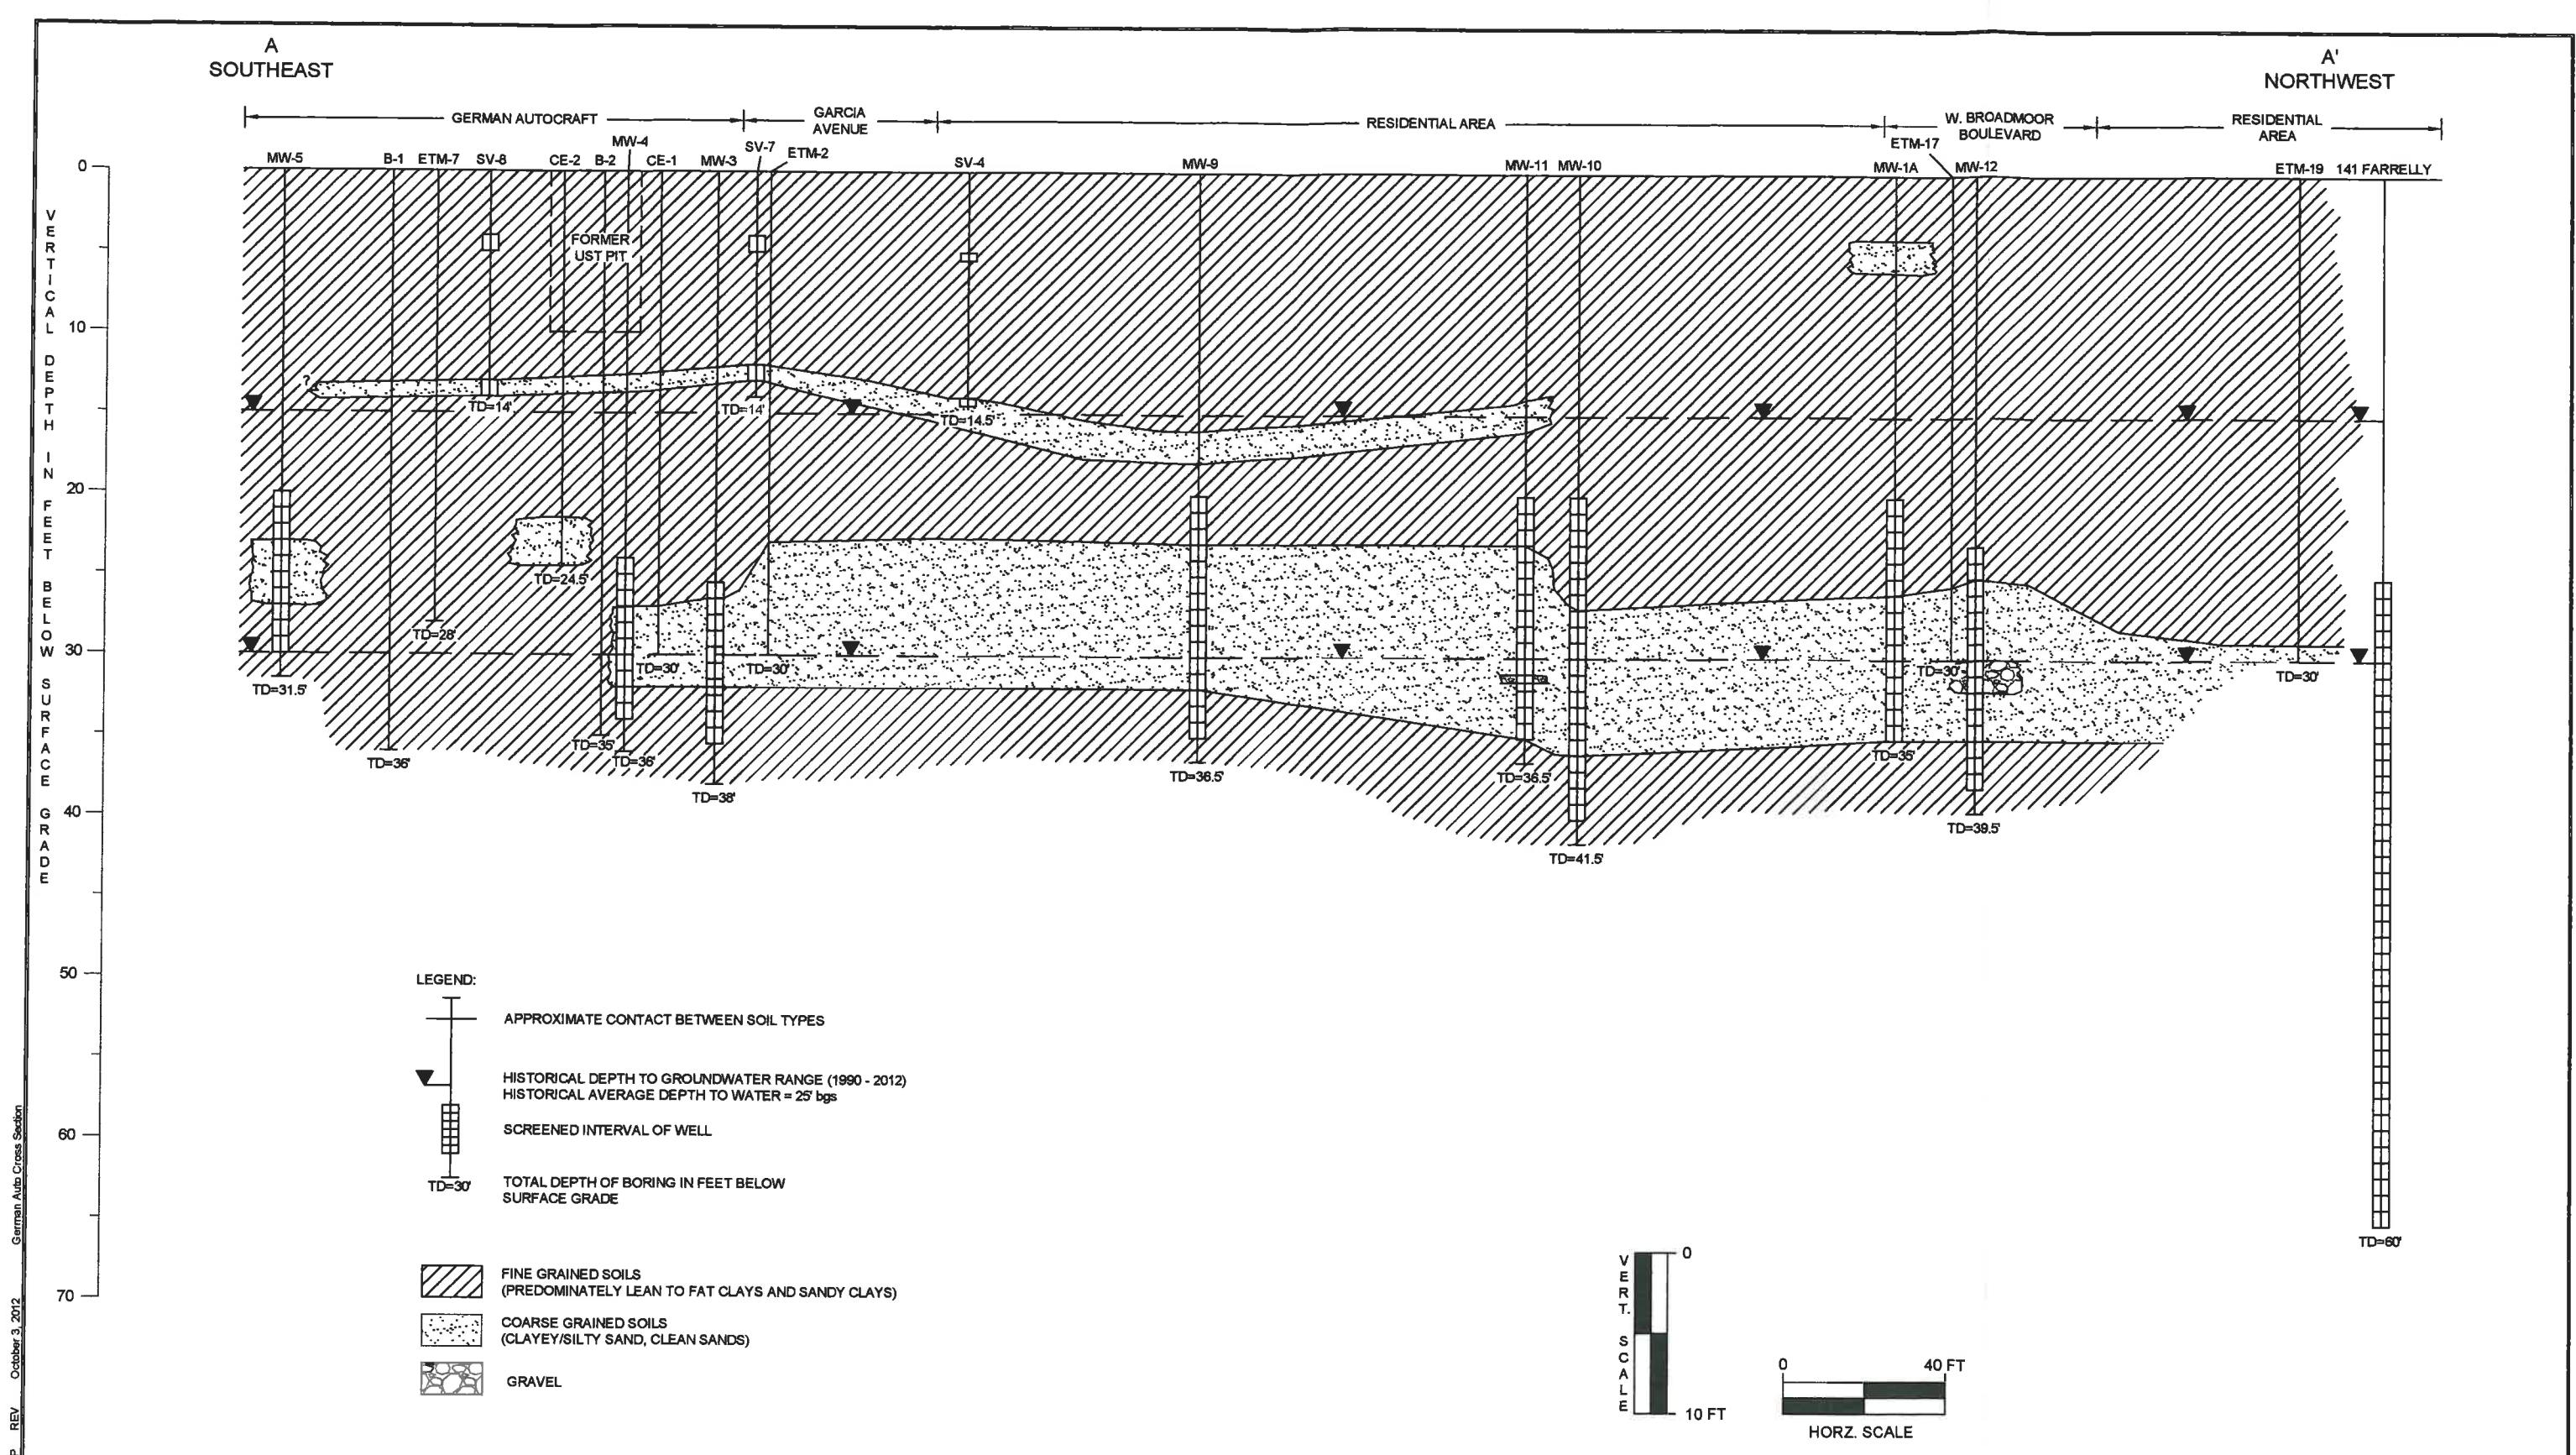 A
SOUTHEAST
A'
NORTHWEST
GERMAN AUTOCRAFT
GARCIA
AVENUE
RESIDENTIAL AREA
W. BROADMOOR
BOULEVARD
RESIDENTIAL
AREA
MW-5
B-1
ETM-7
SV-8
CE-2
B-2
MW-4
CE-1
MW-3
SV-7
ETM-2
SV-4
MW-9
MW-11
MW-10
MW-1A
ETM-17
MW-12
ETM-19
141 FARRELLY
VERTICAL DEPTH IN FEET BELOW SURFACE GRADE
0
10
20
30
40
50
60
70
FORMER
UST PIT
?
TD=14'
TD=14'
TD=14.5'
TD=24.5'
TD=28'
TD=31.5'
TD=30'
TD=30'
TD=30'
TD=30'
TD=36'
TD=35'
TD=36'
TD=38'
TD=36.5'
TD=36.5'
TD=41.5'
TD=35'
TD=39.5'
TD=60'
LEGEND:
APPROXIMATE CONTACT BETWEEN SOIL TYPES
HISTORICAL DEPTH TO GROUNDWATER RANGE (1990 - 2012)
HISTORICAL AVERAGE DEPTH TO WATER = 25' bgs
SCREENED INTERVAL OF WELL
TD=30'
TOTAL DEPTH OF BORING IN FEET BELOW
SURFACE GRADE
FINE GRAINED SOILS
(PREDOMINATELY LEAN TO FAT CLAYS AND SANDY CLAYS)
COARSE GRAINED SOILS
(CLAYEY/SILTY SAND, CLEAN SANDS)
GRAVEL
VERT. SCALE
0
10 FT
0
40 FT
HORZ. SCALE
REV October 3, 2012 German Auto Cross Section